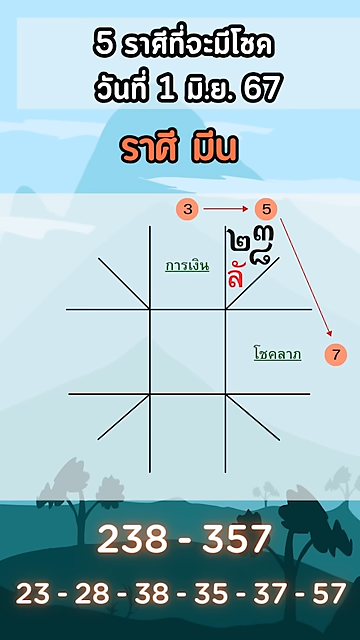 5 ราศีที่จะมีโชค
วันที่ 1 มิ.ย. 67
ราศี มีน
3 5
๒ ๓
๘
การเงิน ลั
โชคลาภ 7
238 - 357
23 - 28 - 38 - 35 - 37 - 57